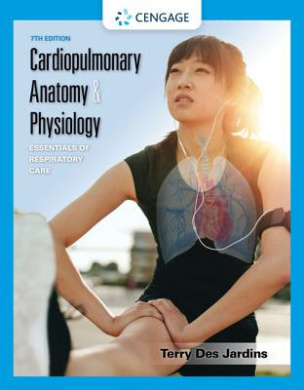 CENGAGE
7TH EDITION
Cardiopulmonary
Anatomy &
Physiology
ESSENTIALS OF
RESPIRATORY
CARE
Terry Des Jardins